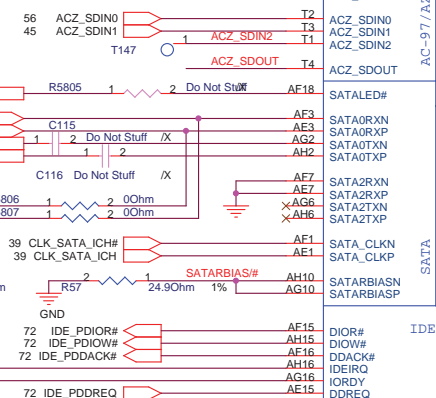 56 ACZ_SDIN0 T2 ACZ_SDIN0
45 ACZ_SDIN1 T3 ACZ_SDIN1
T147 1 ACZ_SDIN2 T1 ACZ_SDIN2
ACZ_SDOUT T4 ACZ_SDOUT
AC-97/AZ
R5805 1 2 Do Not Stuff AF18 SATALED#
AF3 SATA0RXN
C115 AE3 SATA0RXP
1 2 Do Not Stuff /X AG2 SATA0TXN
1 2 AH2 SATA0TXP
C116 Do Not Stuff /X
AF7 SATA2RXN
AE7 SATA2RXP
806 1 2 0Ohm AG6 SATA2TXN
807 1 2 0Ohm AH6 SATA2TXP
39 CLK_SATA_ICH# AF1 SATA_CLKN
39 CLK_SATA_ICH AE1 SATA_CLKP
SATA
2 1 SATARBIAS/# AH10 SATARBIASN
m R57 24.9Ohm 1% AG10 SATARBIASP
GND
IDE
72 IDE_PDIOR# AF15 DIOR#
72 IDE_PDIOW# AH15 DIOW#
72 IDE_PDDACK# AF16 DDACK#
AH16 IDEIRQ
AG16 IORDY
72 IDE_PDDREQ AE15 DDREQ